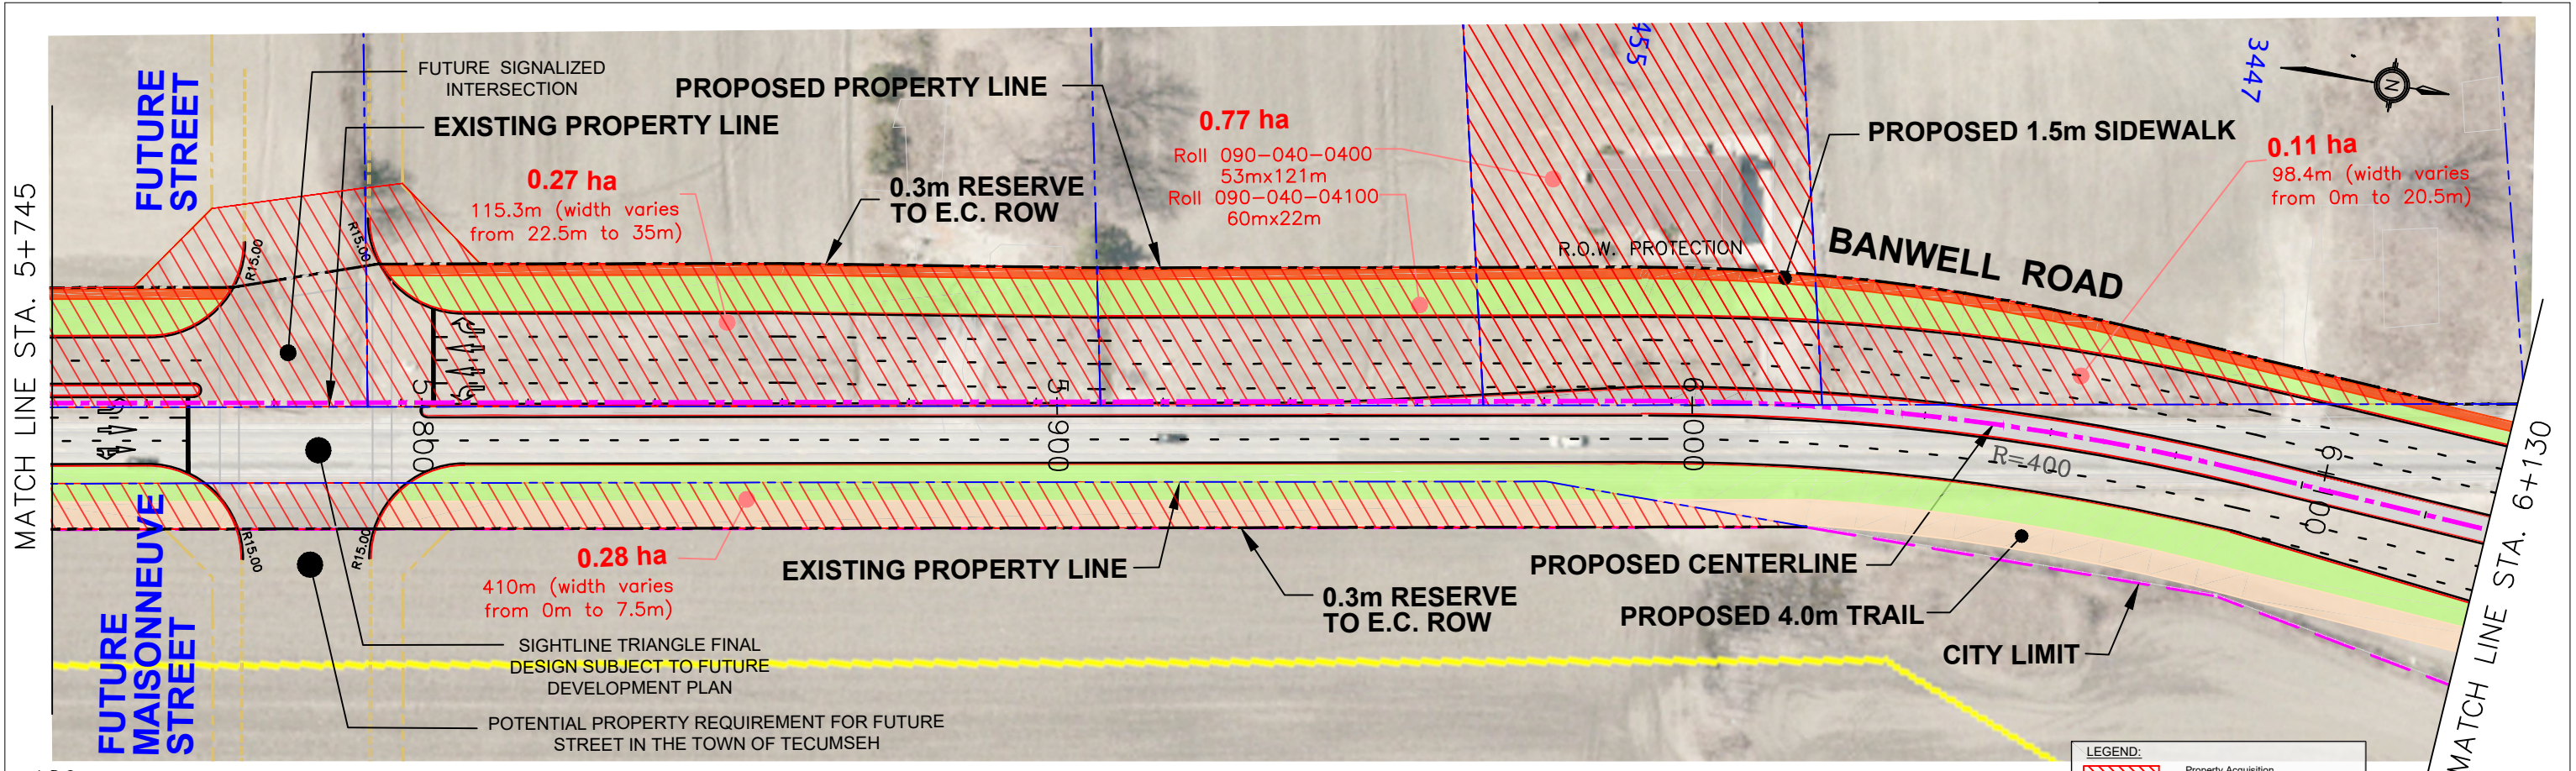 MATCH LINE STA. 5+745
FUTURE
STREET
FUTURE SIGNALIZED
INTERSECTION
EXISTING PROPERTY LINE
PROPOSED PROPERTY LINE
0.27 ha
115.3m (width varies
from 22.5m to 35m)
0.3m RESERVE
TO E.C. ROW
0.77 ha
Roll 090-040-0400
53mx121m
Roll 090-040-04100
60mx22m
455
R.O.W. PROTECTION
PROPOSED 1.5m SIDEWALK
BANWELL ROAD
3447
N
0.11 ha
98.4m (width varies
from 0m to 20.5m)
R15.00
R15.00
5
800
5
900
6
000
6+100
R=400
R15.00
R15.00
FUTURE
MAISONNEUVE
STREET
0.28 ha
410m (width varies
from 0m to 7.5m)
EXISTING PROPERTY LINE
0.3m RESERVE
TO E.C. ROW
PROPOSED CENTERLINE
PROPOSED 4.0m TRAIL
CITY LIMIT
SIGHTLINE TRIANGLE FINAL
DESIGN SUBJECT TO FUTURE
DEVELOPMENT PLAN
POTENTIAL PROPERTY REQUIREMENT FOR FUTURE
STREET IN THE TOWN OF TECUMSEH
MATCH LINE STA. 6+130
LEGEND:
Property Acquisition